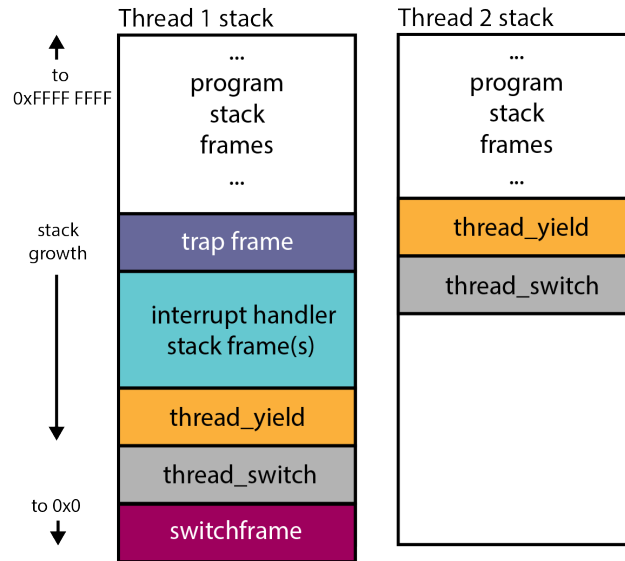 Thread 1 stack
Thread 2 stack
to
0xFFFF FFFF
...
program
stack
frames
...
...
program
stack
frames
...
stack
growth
trap frame
interrupt handler
stack frame(s)
thread_yield
thread_switch
switchframe
thread_yield
thread_switch
to 0x0